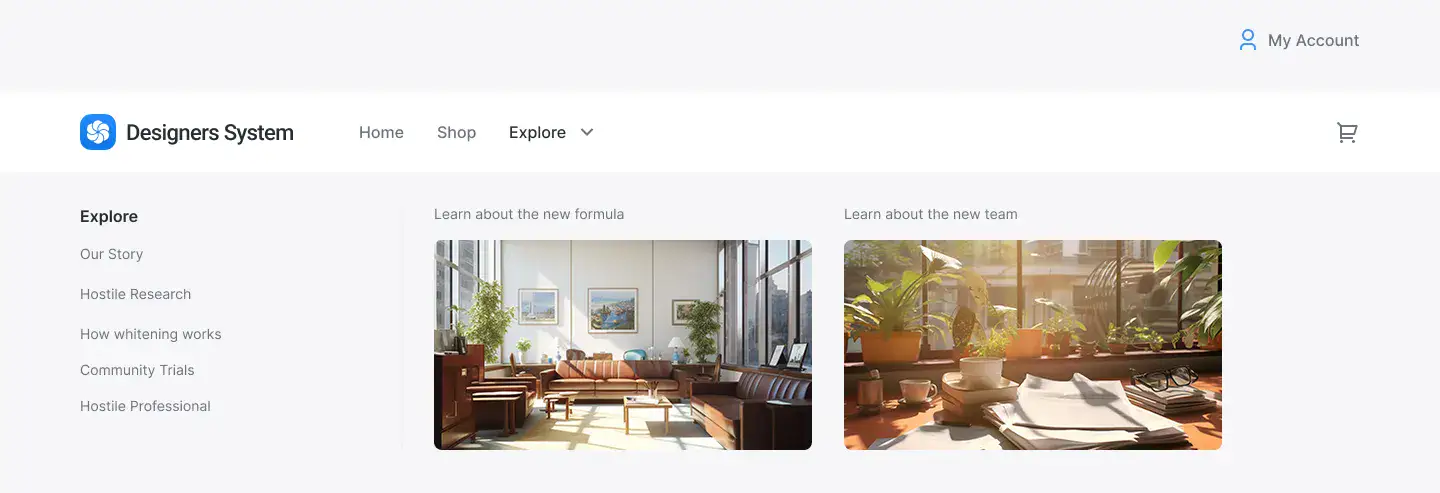 My Account
Designers System
Home
Shop
Explore
Explore
Our Story
Hostile Research
How whitening works
Community Trials
Hostile Professional
Learn about the new formula
Learn about the new team